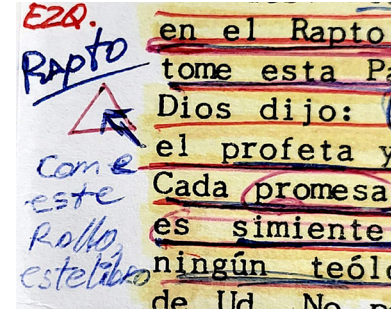 EZQ.
Rapto
Come
este
Rollo,
este libro
en el Rapto
tome esta Pa
Dios dijo:
el profeta y
Cada promesa
es simiente
ningún teólo
de Ud. No p